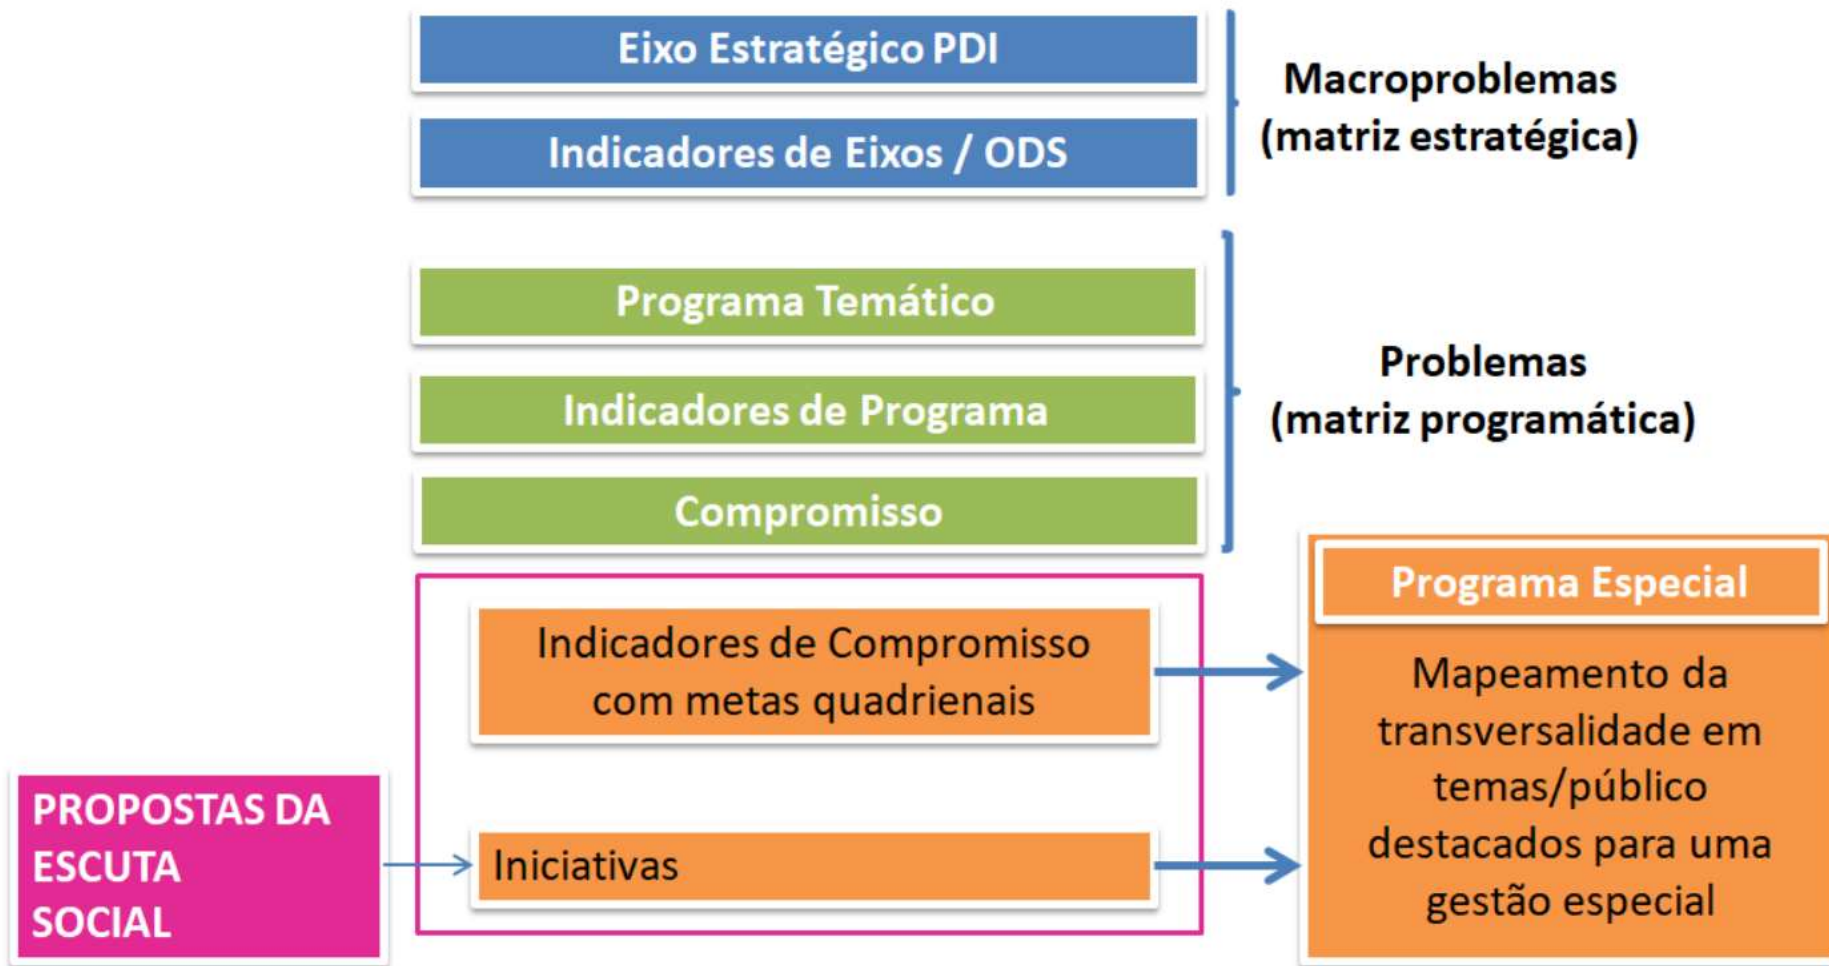 Eixo Estratégico PDI
Indicadores de Eixos / ODS
Macroproblemas
(matriz estratégica)
Programa Temático
Indicadores de Programa
Compromisso
Problemas
(matriz programática)
Indicadores de Compromisso
com metas quadrienais
Iniciativas
PROPOSTAS DA
ESCUTA
SOCIAL
Programa Especial
Mapeamento da
transversalidade em
temas/público
destacados para uma
gestão especial